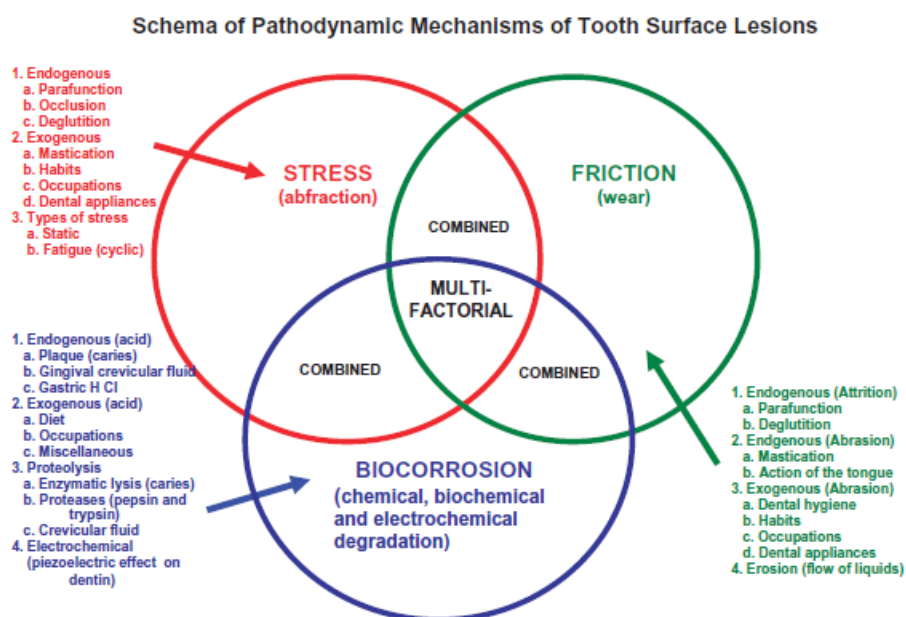 Schema of Pathodynamic Mechanisms of Tooth Surface Lesions
1. Endogenous
a. Parafunction
b. Occlusion
c. Deglutition
2. Exogenous
a. Mastication
b. Habits
c. Occupations
d. Dental appliances
3. Types of stress
a. Static
b. Fatigue (cyclic)
STRESS
(abfraction)
FRICTION
(wear)
COMBINED
MULTI-
FACTORIAL
COMBINED
COMBINED
1. Endogenous (acid)
a. Plaque (caries)
b. Gingival crevicular fluid
c. Gastric H Cl
2. Exogenous (acid)
a. Diet
b. Occupations
c. Miscellaneous
3. Proteolysis
a. Enzymatic lysis (caries)
b. Proteases (pepsin and
trypsin)
c. Crevicular fluid
4. Electrochemical
(piezoelectric effect on
dentin)
BIOCORROSION
(chemical, biochemical
and electrochemical
degradation)
1. Endogenous (Attrition)
a. Parafunction
b. Deglutition
2. Endgenous (Abrasion)
a. Mastication
b. Action of the tongue
3. Exogenous (Abrasion)
a. Dental hygiene
b. Habits
c. Occupations
d. Dental appliances
4. Erosion (flow of liquids)